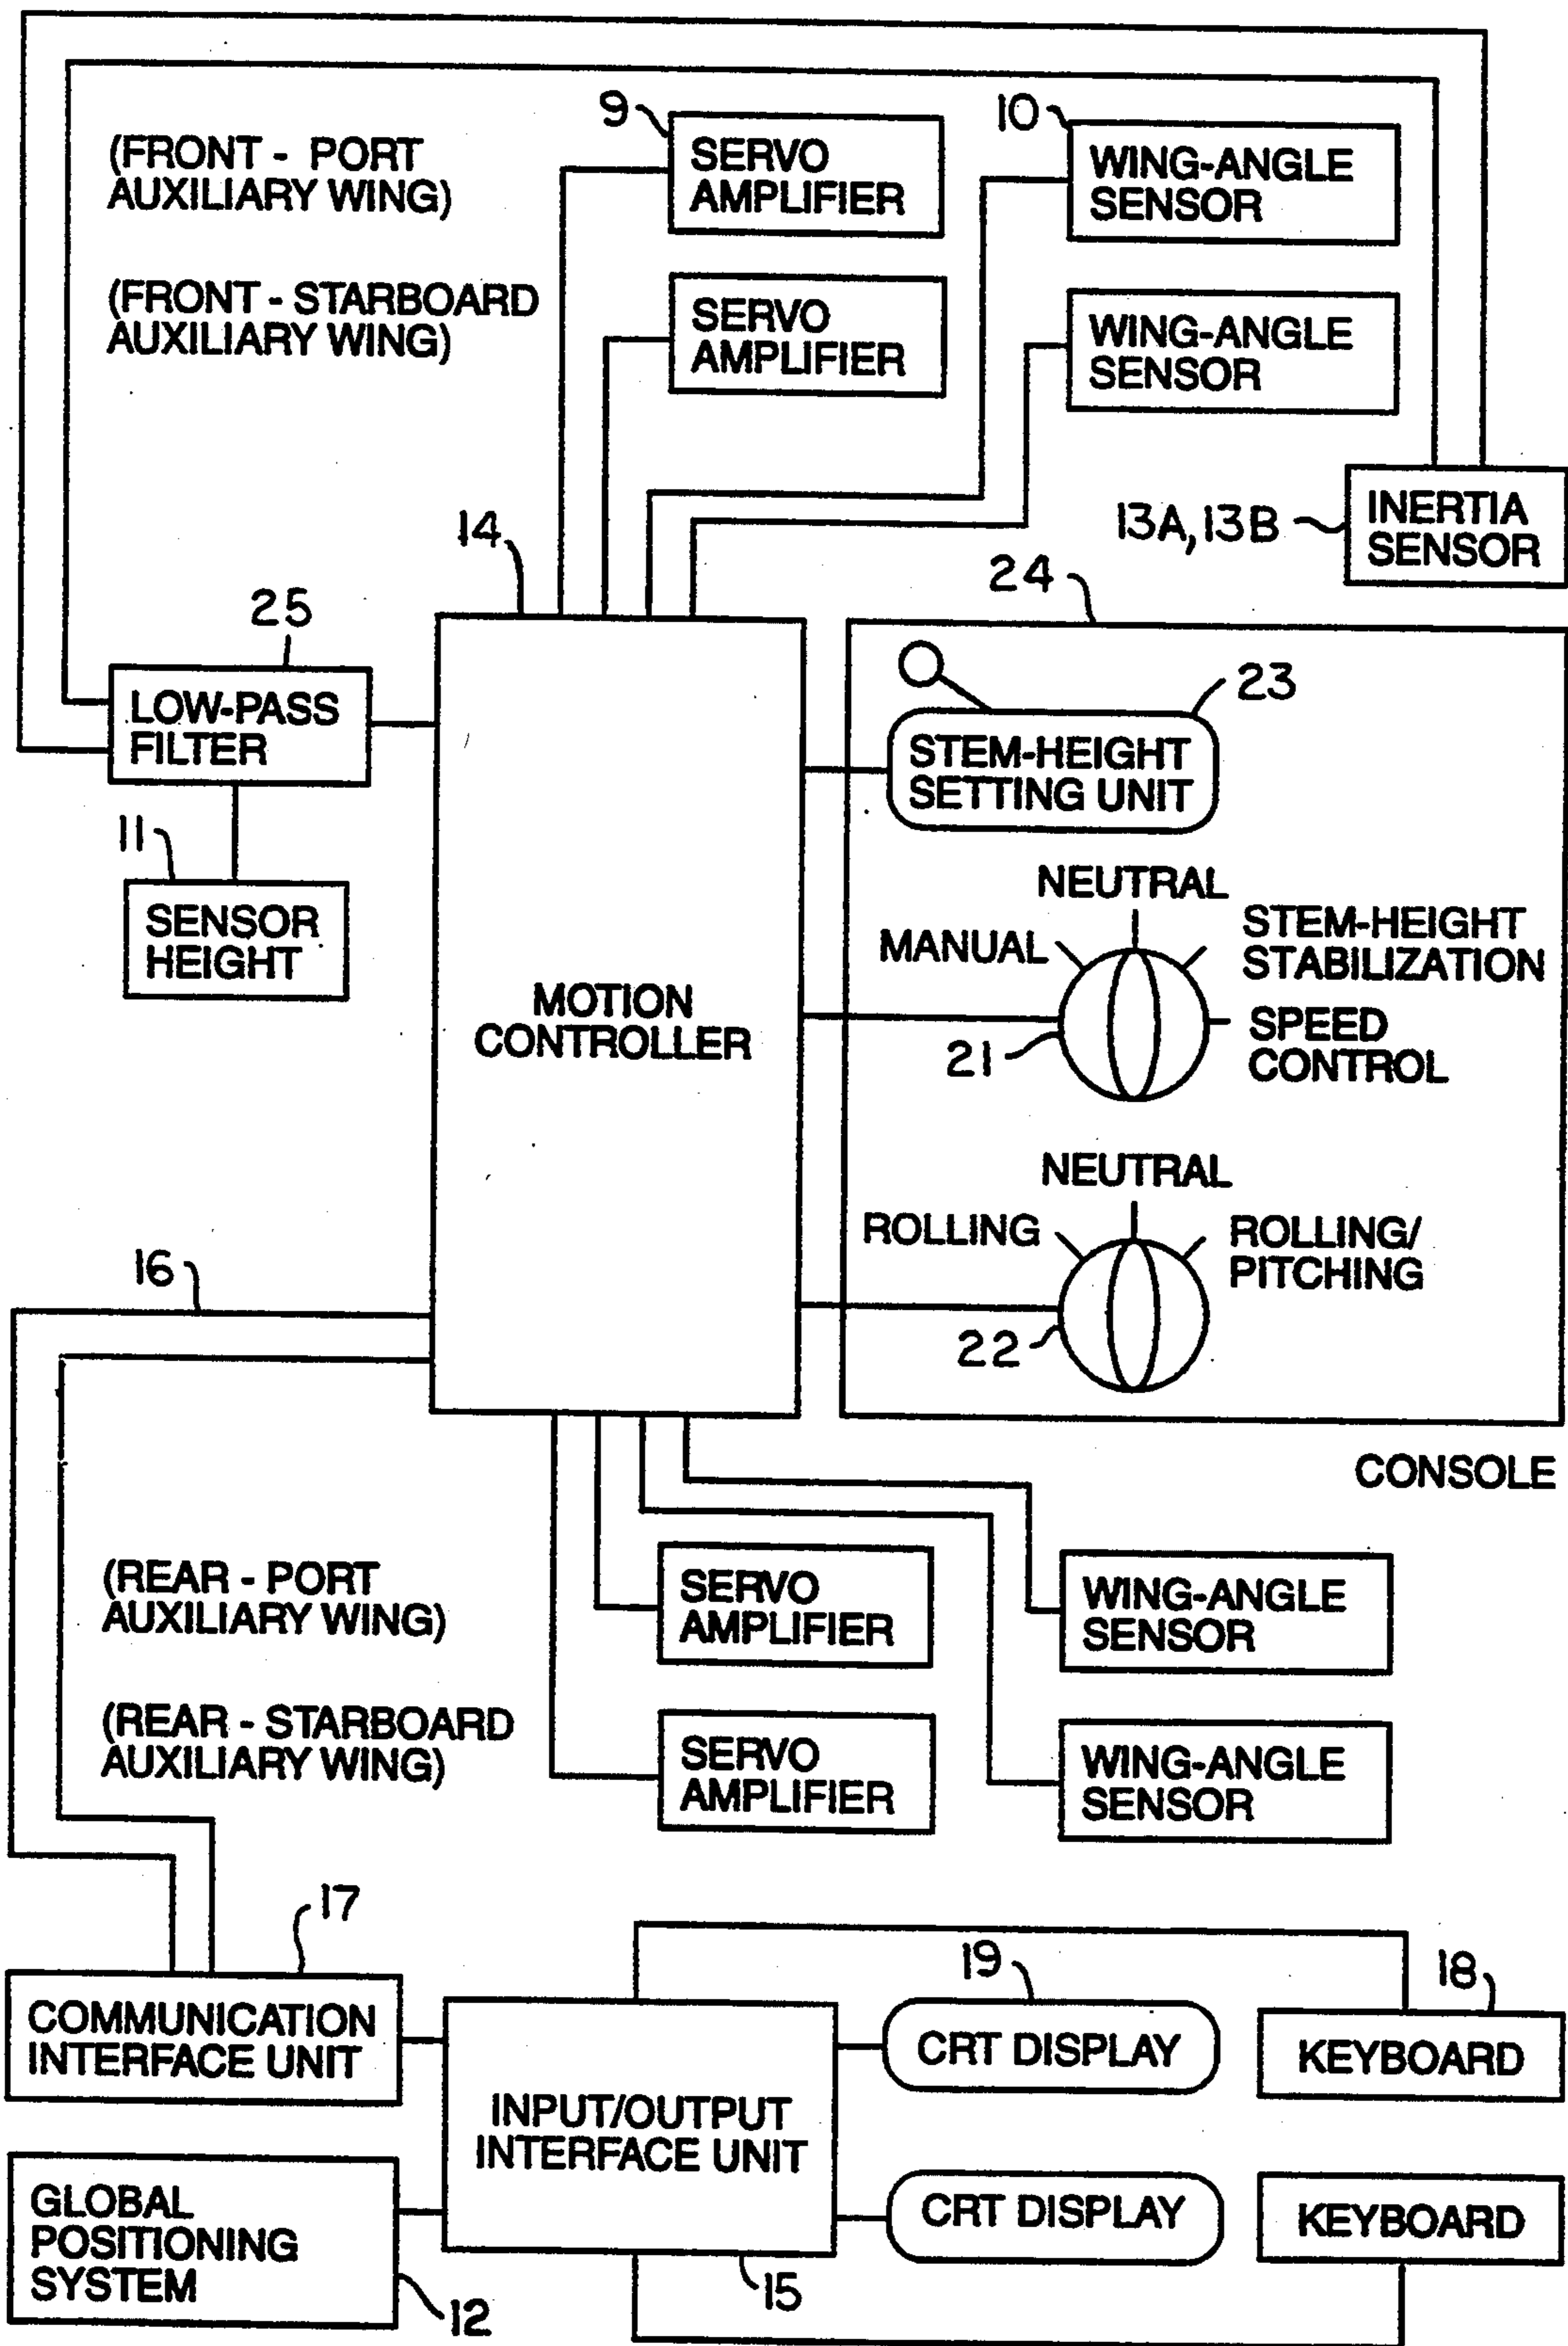 9
SERVO
AMPLIFIER
10
WING-ANGLE
SENSOR
(FRONT - PORT
AUXILIARY WING)
(FRONT - STARBOARD
AUXILIARY WING)
SERVO
AMPLIFIER
WING-ANGLE
SENSOR
13A, 13B
INERTIA
SENSOR
14
24
25
LOW-PASS
FILTER
23
STEM-HEIGHT
SETTING UNIT
11
SENSOR
HEIGHT
MOTION
CONTROLLER
NEUTRAL
MANUAL
STEM-HEIGHT
STABILIZATION
SPEED
CONTROL
21
NEUTRAL
ROLLING
ROLLING/
PITCHING
22
16
CONSOLE
(REAR - PORT
AUXILIARY WING)
SERVO
AMPLIFIER
WING-ANGLE
SENSOR
(REAR - STARBOARD
AUXILIARY WING)
SERVO
AMPLIFIER
WING-ANGLE
SENSOR
17
COMMUNICATION
INTERFACE UNIT
19
CRT DISPLAY
18
KEYBOARD
INPUT/OUTPUT
INTERFACE UNIT
GLOBAL
POSITIONING
SYSTEM
12
15
CRT DISPLAY
KEYBOARD